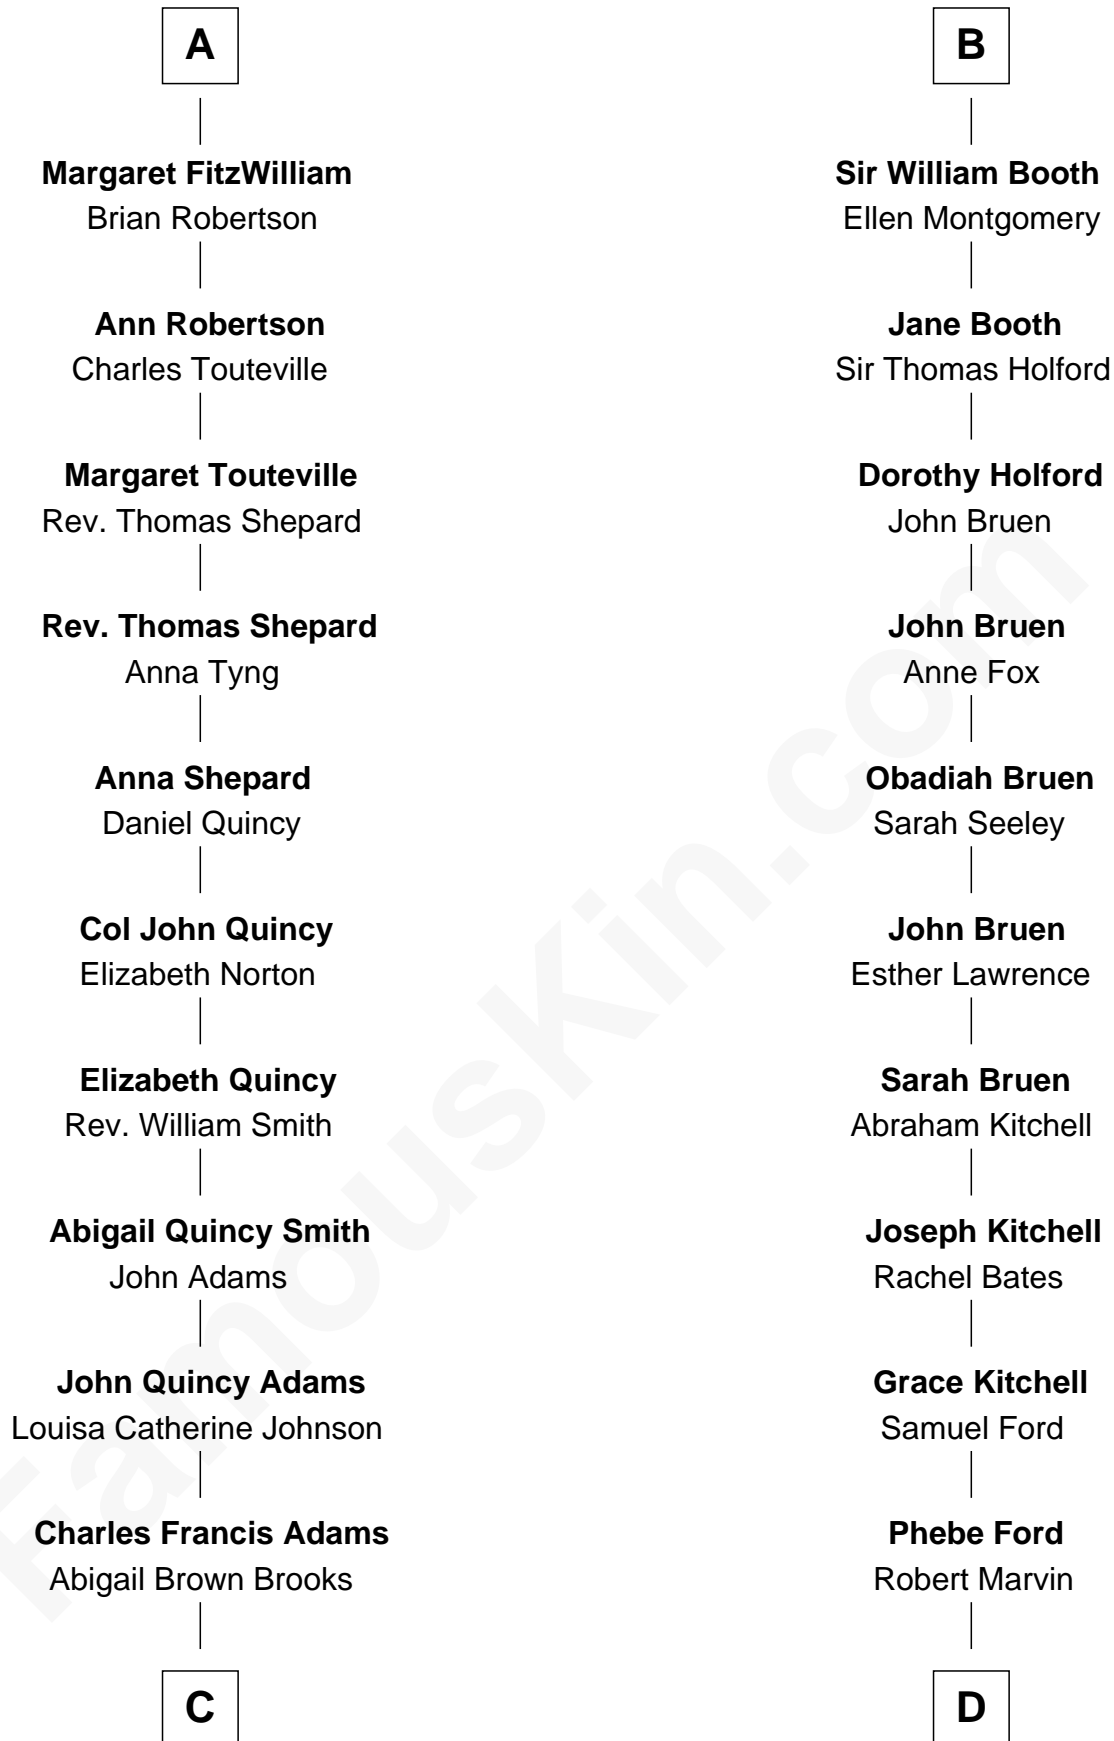 A
Margaret FitzWilliam
Brian Robertson
Ann Robertson
Charles Touteville
Margaret Touteville
Rev. Thomas Shepard
Rev. Thomas Shepard
Anna Tyng
Anna Shepard
Daniel Quincy
Col John Quincy
Elizabeth Norton
Elizabeth Quincy
Rev. William Smith
Abigail Quincy Smith
John Adams
John Quincy Adams
Louisa Catherine Johnson
Charles Francis Adams
Abigail Brown Brooks
C
B
Sir William Booth
Ellen Montgomery
Jane Booth
Sir Thomas Holford
Dorothy Holford
John Bruen
John Bruen
Anne Fox
Obadiah Bruen
Sarah Seeley
John Bruen
Esther Lawrence
Sarah Bruen
Abraham Kitchell
Joseph Kitchell
Rachel Bates
Grace Kitchell
Samuel Ford
Phebe Ford
Robert Marvin
D
FamousKin.com